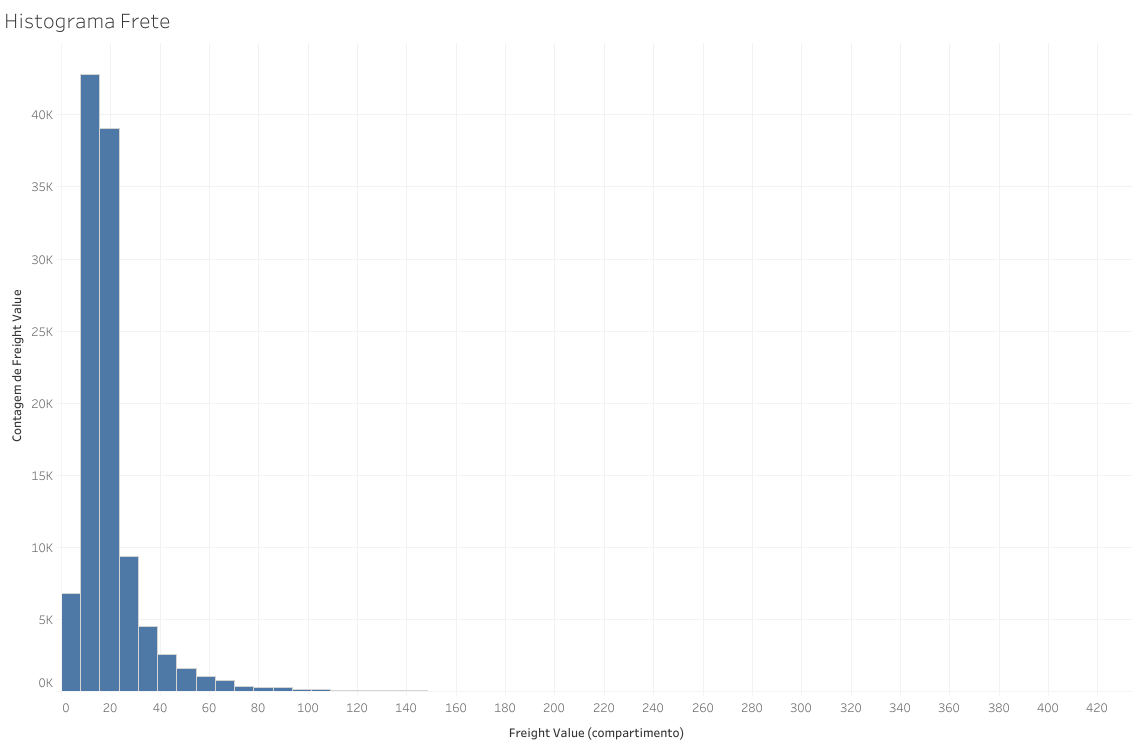 Histograma Frete
40K
35K
30K
25K
20K
15K
10K
5K
0K
Contagem de Freight Value
0 20 40 60 80 100 120 140 160 180 200 220 240 260 280 300 320 340 360 380 400 420
Freight Value (compartimento)